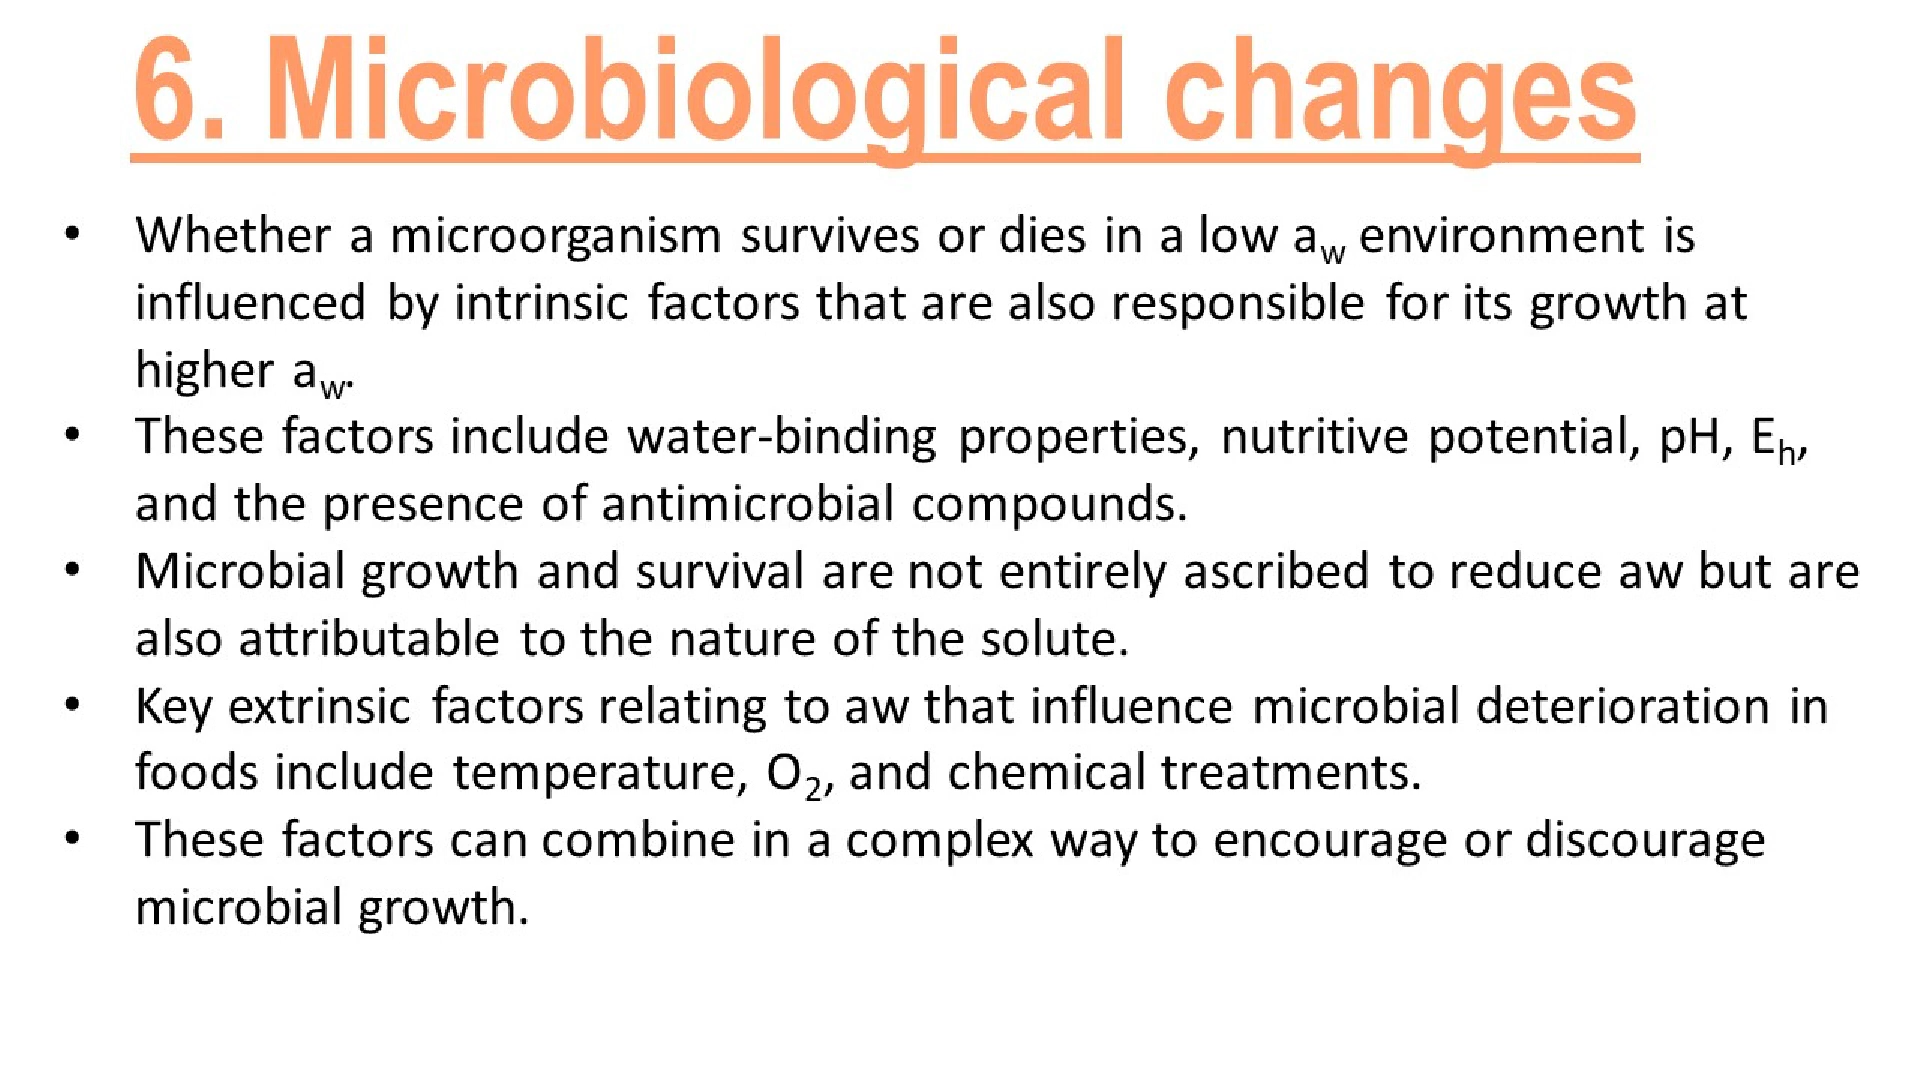 6. Microbiological changes
• Whether a microorganism survives or dies in a low aw environment is
influenced by intrinsic factors that are also responsible for its growth at
higher aw.
• These factors include water-binding properties, nutritive potential, pH, Eh,
and the presence of antimicrobial compounds.
• Microbial growth and survival are not entirely ascribed to reduce aw but are
also attributable to the nature of the solute.
• Key extrinsic factors relating to aw that influence microbial deterioration in
foods include temperature, O2, and chemical treatments.
• These factors can combine in a complex way to encourage or discourage
microbial growth.